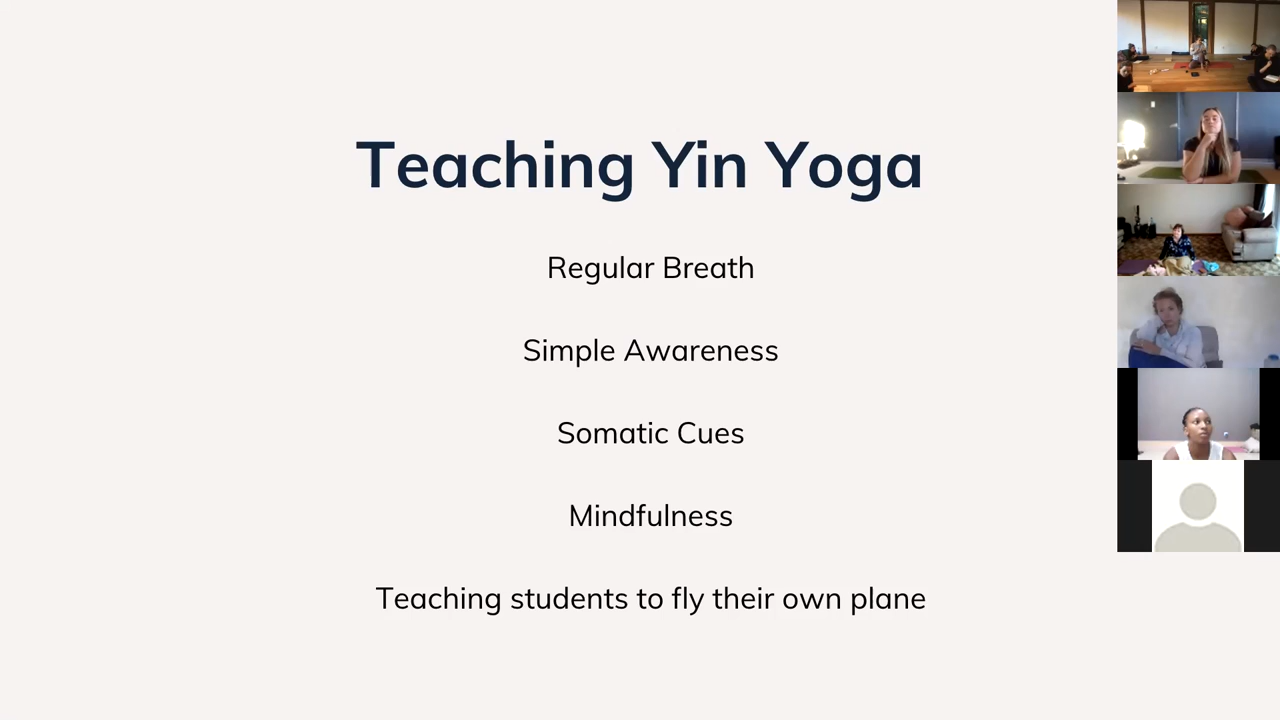 Teaching Yin Yoga
Regular Breath
Simple Awareness
Somatic Cues
Mindfulness
Teaching students to fly their own plane